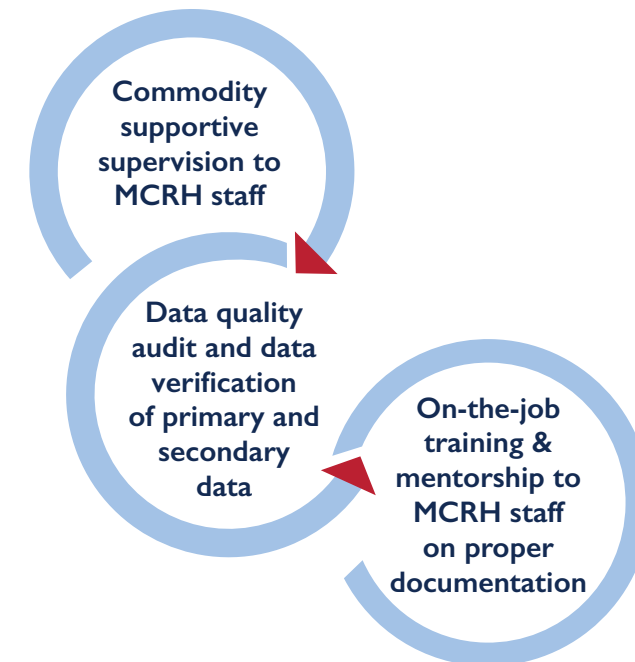 Commodity
supportive
supervision to
MCRH staff
Data quality
audit and data
verification
of primary and
secondary
data
On-the-job
training &
mentorship to
MCRH staff
on proper
documentation